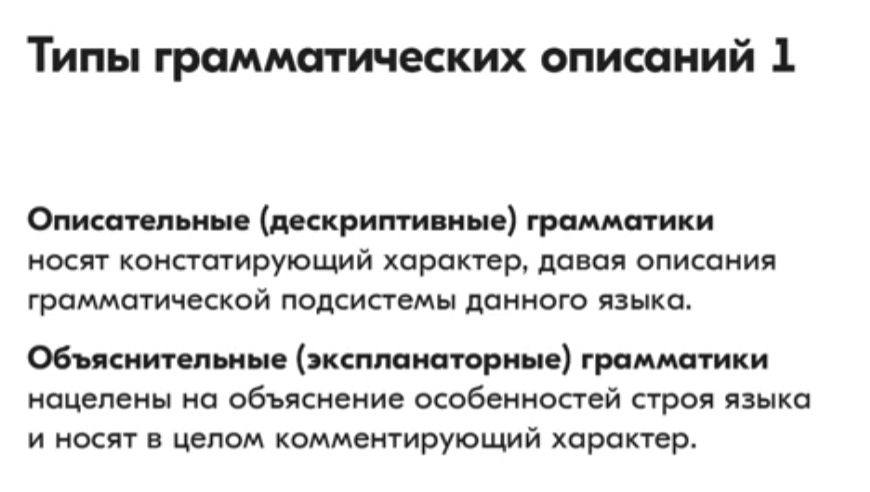 Типы грамматических описаний 1
Описательные (дескриптивные) грамматики
носят констатирующий характер, давая описания
грамматической подсистемы данного языка.
Объяснительные (экспланаторные) грамматики
нацелены на объяснение особенностей строя языка
и носят в целом комментирующий характер.